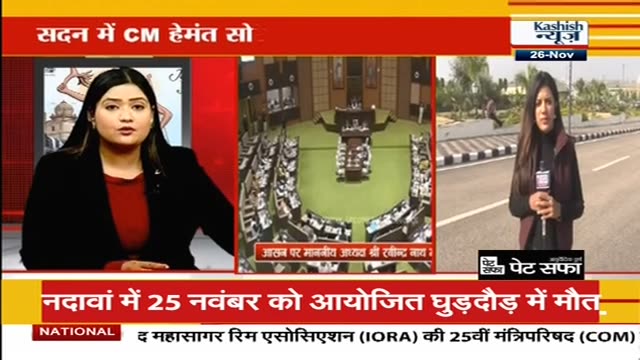 सदन में CM हेमंत सो
Kashish
न्यूज़
26-Nov
आसन पर माननीय अध्यक्ष श्री रबीन्द्र नाथ
पेट सफा
पेट सफा
नदावां में 25 नवंबर को आयोजित घुड़दौड़ में मौत
NATIONAL
द महासागर रिम एसोसिएशन (IORA) की 25वीं मंत्रिपरिषद (COM)